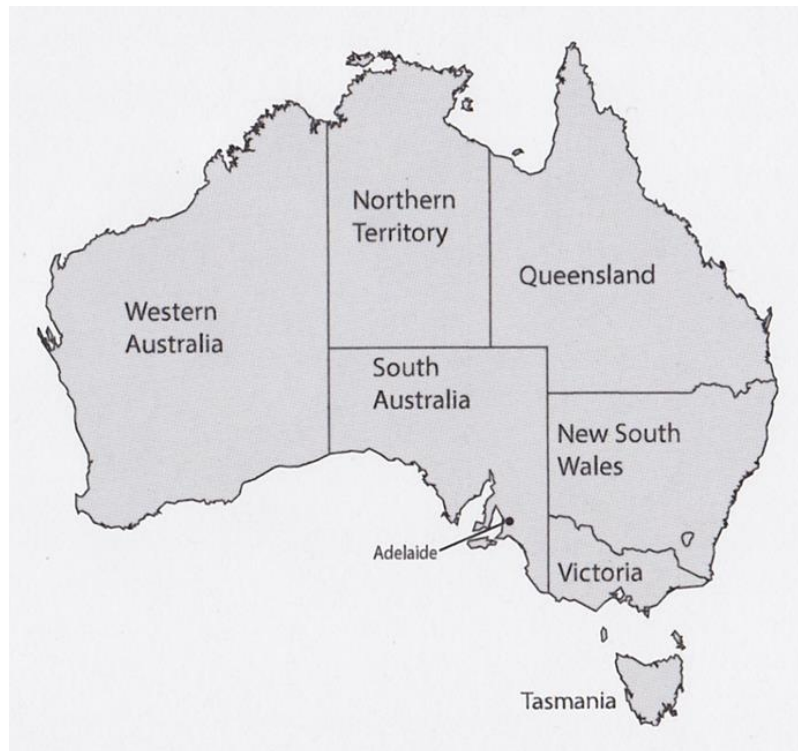 Northern
Territory
Queensland
Western
Australia
South
Australia
New South
Wales
Adelaide
Victoria
Tasmania